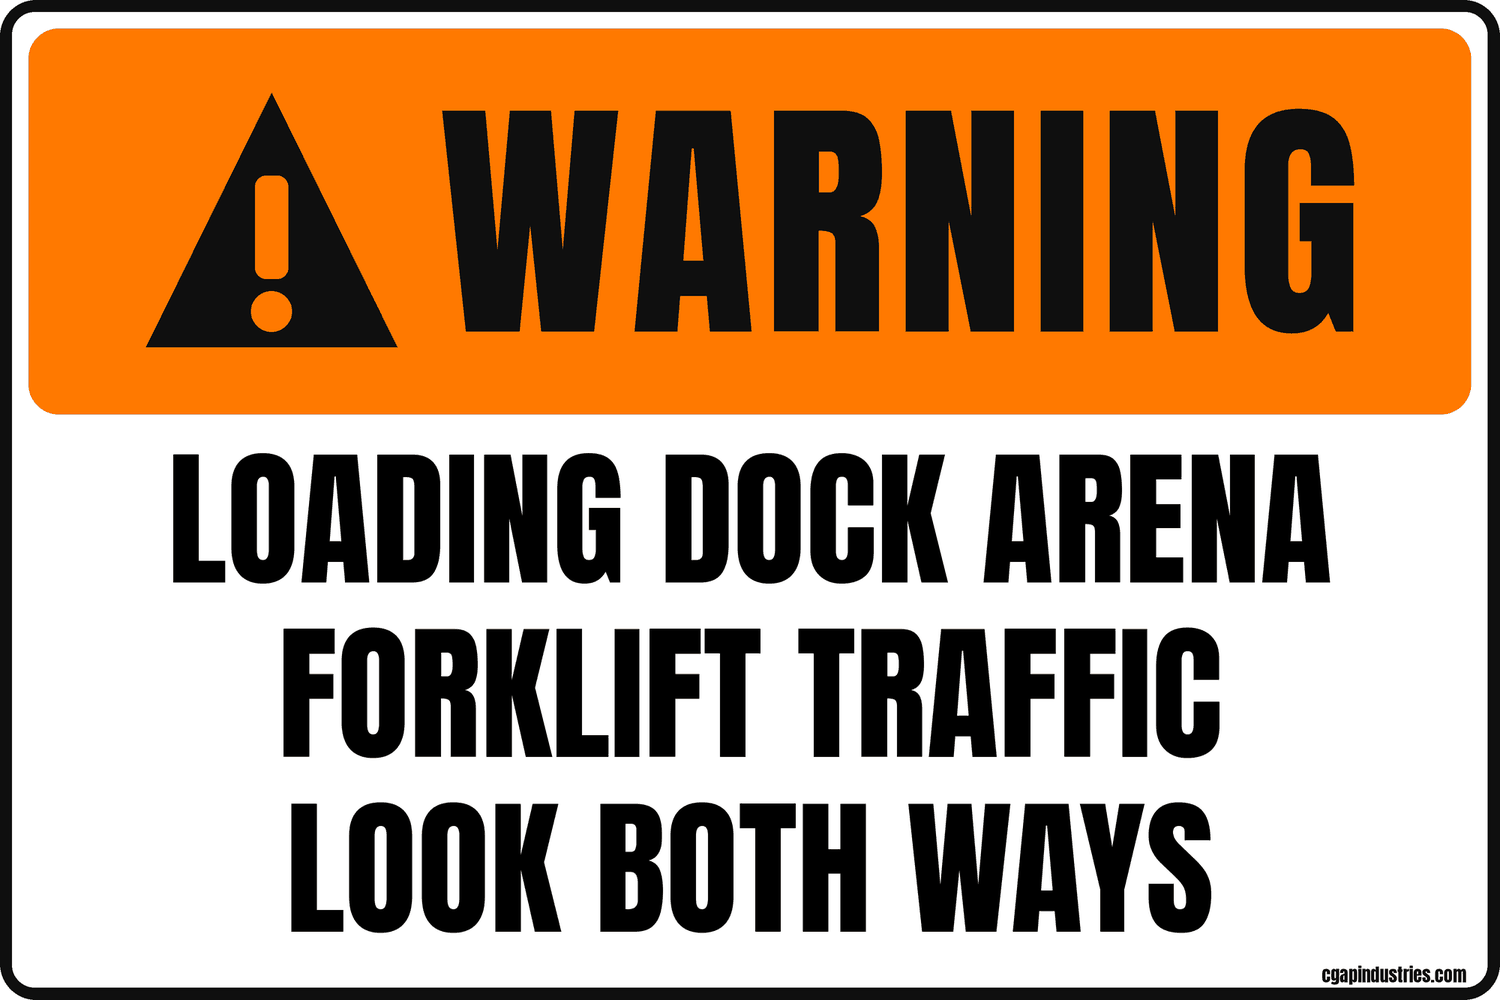 WARNING
LOADING DOCK ARENA
FORKLIFT TRAFFIC
LOOK BOTH WAYS
cgapindustries.com